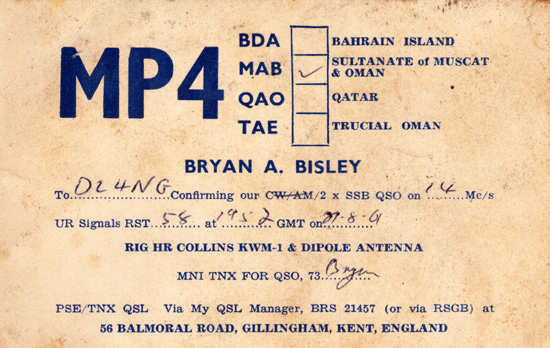 MP4
BDA BAHRAIN ISLAND
MAB ✓ SULTANATE of MUSCAT & OMAN
QAO QATAR
TAE TRUCIAL OMAN
BRYAN A. BISLEY
To DL4NG Confirming our CW/AM/2 x SSB QSO on 14 Mc/s
UR Signals RST 58 at 1952 GMT on
RIG HR COLLINS KWM-1 & DIPOLE ANTENNA
MNI TNX FOR QSO, 73 Bryan
PSE/TNX QSL Via My QSL Manager, BRS 21457 (or via RSGB) at
56 BALMORAL ROAD, GILLINGHAM, KENT, ENGLAND